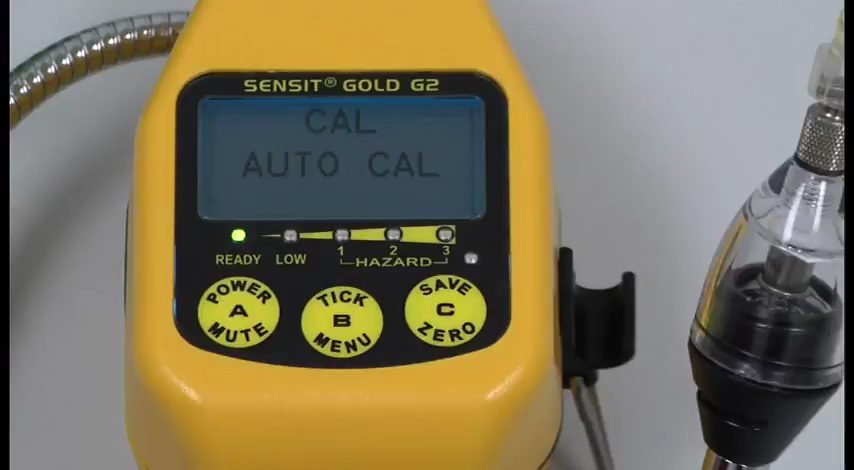 SENSIT® GOLD G2
CAL
AUTO CAL
READY LOW 1 2 3
HAZARD
POWER A MUTE
TICK B MENU
SAVE C ZERO